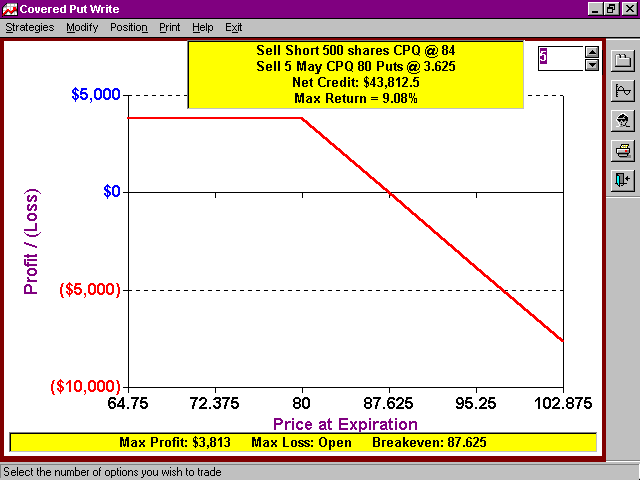 Covered Put Write
Strategies Modify Position Print Help Exit
Sell Short 500 shares CPQ @ 84
Sell 5 May CPQ 80 Puts @ 3.625
Net Credit: $43,812.5
Max Return = 9.08%
5
$5,000
$0
($5,000)
($10,000)
Profit / (Loss)
64.75 72.375 80 87.625 95.25 102.875
Price at Expiration
Max Profit: $3,813 Max Loss: Open Breakeven: 87.625
Select the number of options you wish to trade